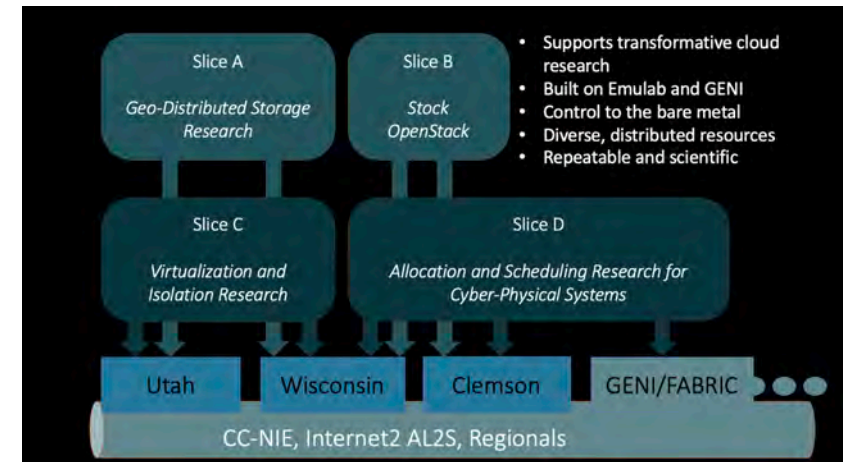 Slice A
Geo-Distributed Storage
Research
Slice B
Stock
OpenStack
• Supports transformative cloud
research
• Built on Emulab and GENI
• Control to the bare metal
• Diverse, distributed resources
• Repeatable and scientific
Slice C
Virtualization and
Isolation Research
Slice D
Allocation and Scheduling Research for
Cyber-Physical Systems
Utah
Wisconsin
Clemson
GENI/FABRIC
CC-NIE, Internet2 AL2S, Regionals